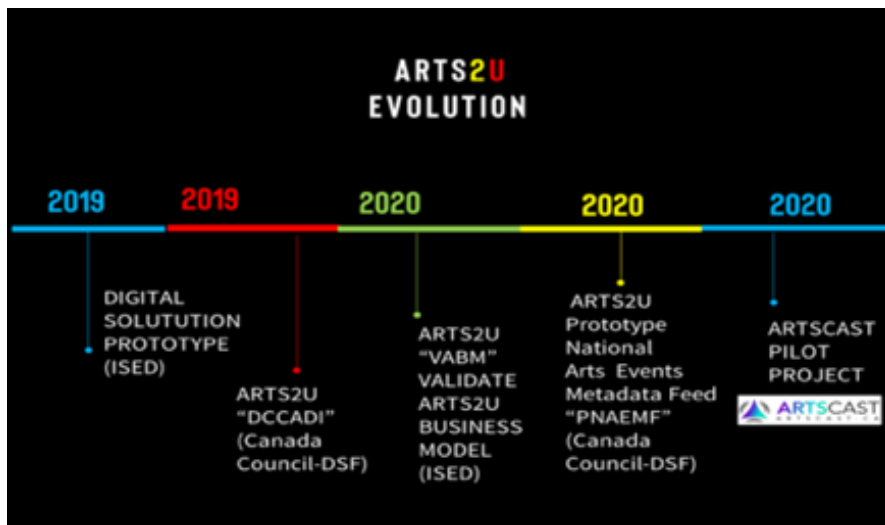 ARTS2U
EVOLUTION
2019
2019
2020
2020
2020
DIGITAL
SOLUTUTION
PROTOTYPE
(ISED)
ARTS2U
“DCCADI”
(Canada
Council-DSF)
ARTS2U
“VABM”
VALIDATE
ARTS2U
BUSINESS
MODEL
(ISED)
ARTS2U
Prototype
National
Arts Events
Metadata Feed
“PNAEMF”
(Canada
Council-DSF)
ARTSCAST
PILOT
PROJECT
ARTSCAST
ARTSCAST.CA